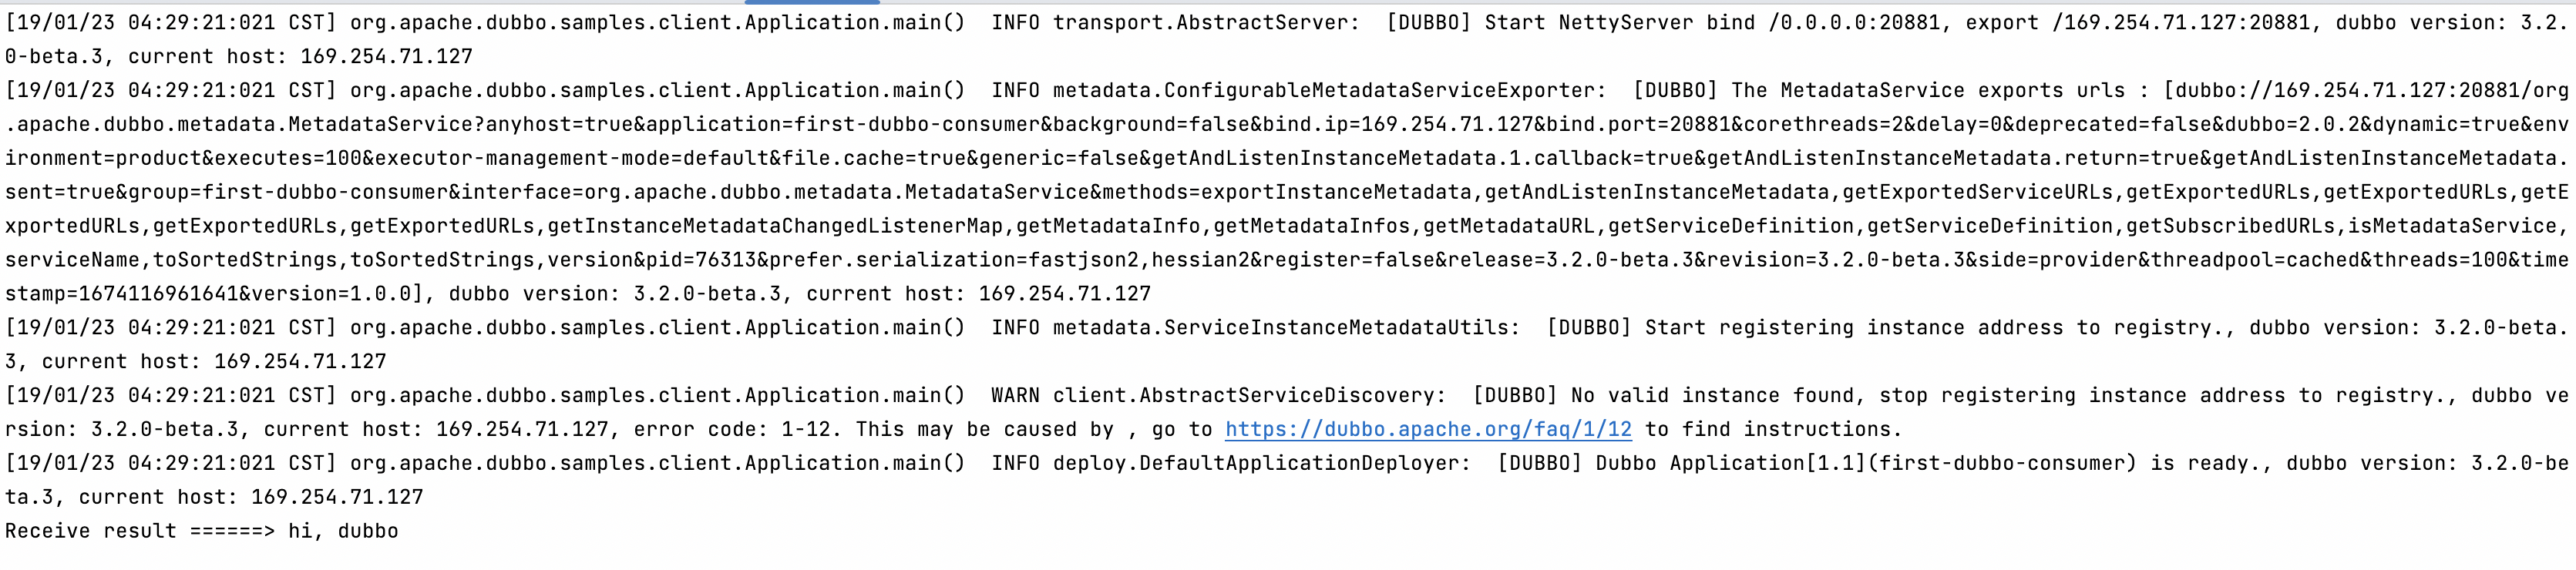 [19/01/23 04:29:21:021 CST] org.apache.dubbo.samples.client.Application.main()  INFO transport.AbstractServer:  [DUBBO] Start NettyServer bind /0.0.0.0:20881, export /169.254.71.127:20881, dubbo version: 3.2.
0-beta.3, current host: 169.254.71.127
[19/01/23 04:29:21:021 CST] org.apache.dubbo.samples.client.Application.main()  INFO metadata.ConfigurableMetadataServiceExporter:  [DUBBO] The MetadataService exports urls : [dubbo://169.254.71.127:20881/org
.apache.dubbo.metadata.MetadataService?anyhost=true&application=first-dubbo-consumer&background=false&bind.ip=169.254.71.127&bind.port=20881&corethreads=2&delay=0&deprecated=false&dubbo=2.0.2&dynamic=true&env
ironment=product&executes=100&executor-management-mode=default&file.cache=true&generic=false&getAndListenInstanceMetadata.1.callback=true&getAndListenInstanceMetadata.return=true&getAndListenInstanceMetadata.
sent=true&group=first-dubbo-consumer&interface=org.apache.dubbo.metadata.MetadataService&methods=exportInstanceMetadata,getAndListenInstanceMetadata,getExportedServiceURLs,getExportedURLs,getExportedURLs,getE
xportedURLs,getExportedURLs,getExportedURLs,getInstanceMetadataChangedListenerMap,getMetadataInfo,getMetadataInfos,getMetadataURL,getServiceDefinition,getServiceDefinition,getSubscribedURLs,isMetadataService,
serviceName,toSortedStrings,toSortedStrings,version&pid=76313&prefer.serialization=fastjson2,hessian2&register=false&release=3.2.0-beta.3&revision=3.2.0-beta.3&side=provider&threadpool=cached&threads=100&time
stamp=1674116961641&version=1.0.0], dubbo version: 3.2.0-beta.3, current host: 169.254.71.127
[19/01/23 04:29:21:021 CST] org.apache.dubbo.samples.client.Application.main()  INFO metadata.ServiceInstanceMetadataUtils:  [DUBBO] Start registering instance address to registry., dubbo version: 3.2.0-beta.
3, current host: 169.254.71.127
[19/01/23 04:29:21:021 CST] org.apache.dubbo.samples.client.Application.main()  WARN client.AbstractServiceDiscovery:  [DUBBO] No valid instance found, stop registering instance address to registry., dubbo ve
rsion: 3.2.0-beta.3, current host: 169.254.71.127, error code: 1-12. This may be caused by , go to https://dubbo.apache.org/faq/1/12 to find instructions.
[19/01/23 04:29:21:021 CST] org.apache.dubbo.samples.client.Application.main()  INFO deploy.DefaultApplicationDeployer:  [DUBBO] Dubbo Application[1.1](first-dubbo-consumer) is ready., dubbo version: 3.2.0-be
ta.3, current host: 169.254.71.127
Receive result ======> hi, dubbo